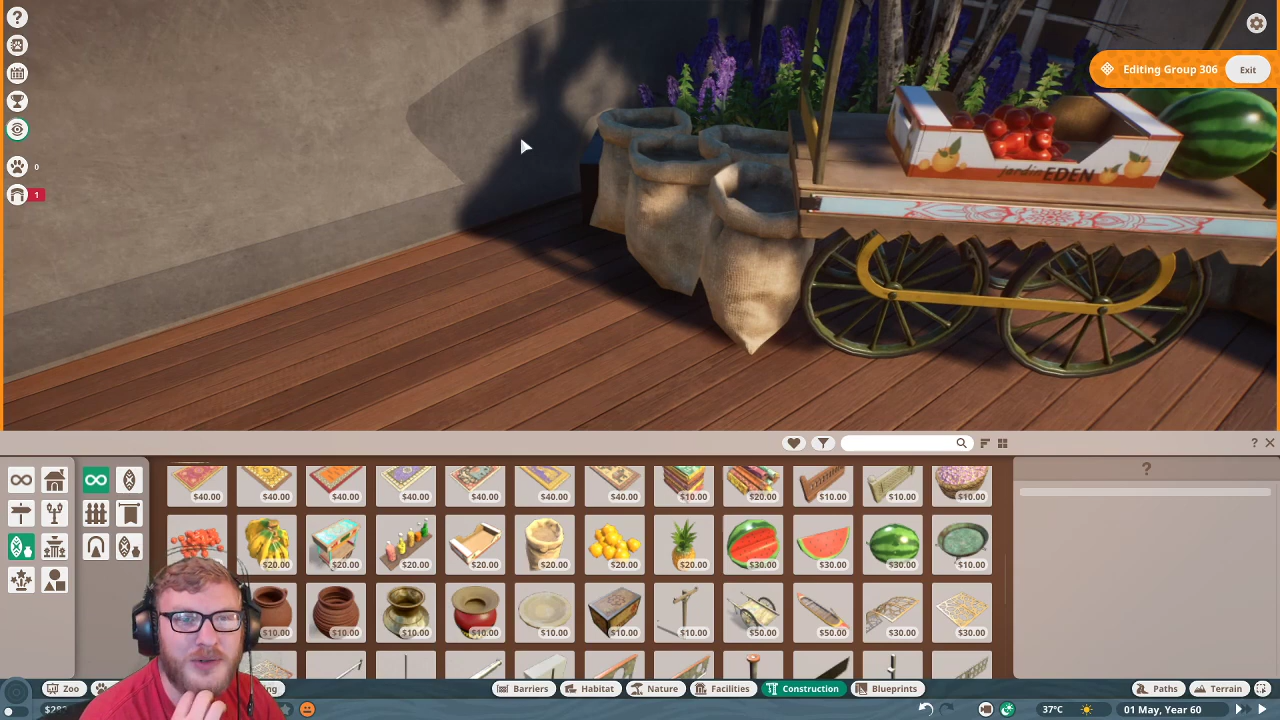 Editing Group 306
Exit
0
1
Jardin EDEN
$40.00 $40.00 $40.00 $40.00 $40.00 $40.00 $40.00 $10.00 $20.00 $10.00 $10.00 $10.00
$20.00 $20.00 $20.00 $20.00 $20.00 $20.00 $20.00 $30.00 $30.00 $30.00 $10.00
$10.00 $10.00 $10.00 $10.00 $10.00 $10.00 $10.00 $50.00 $50.00 $30.00 $30.00
Zoo
Barriers
Habitat
Nature
Facilities
Construction
Blueprints
Paths
Terrain
37°C
01 May, Year 60